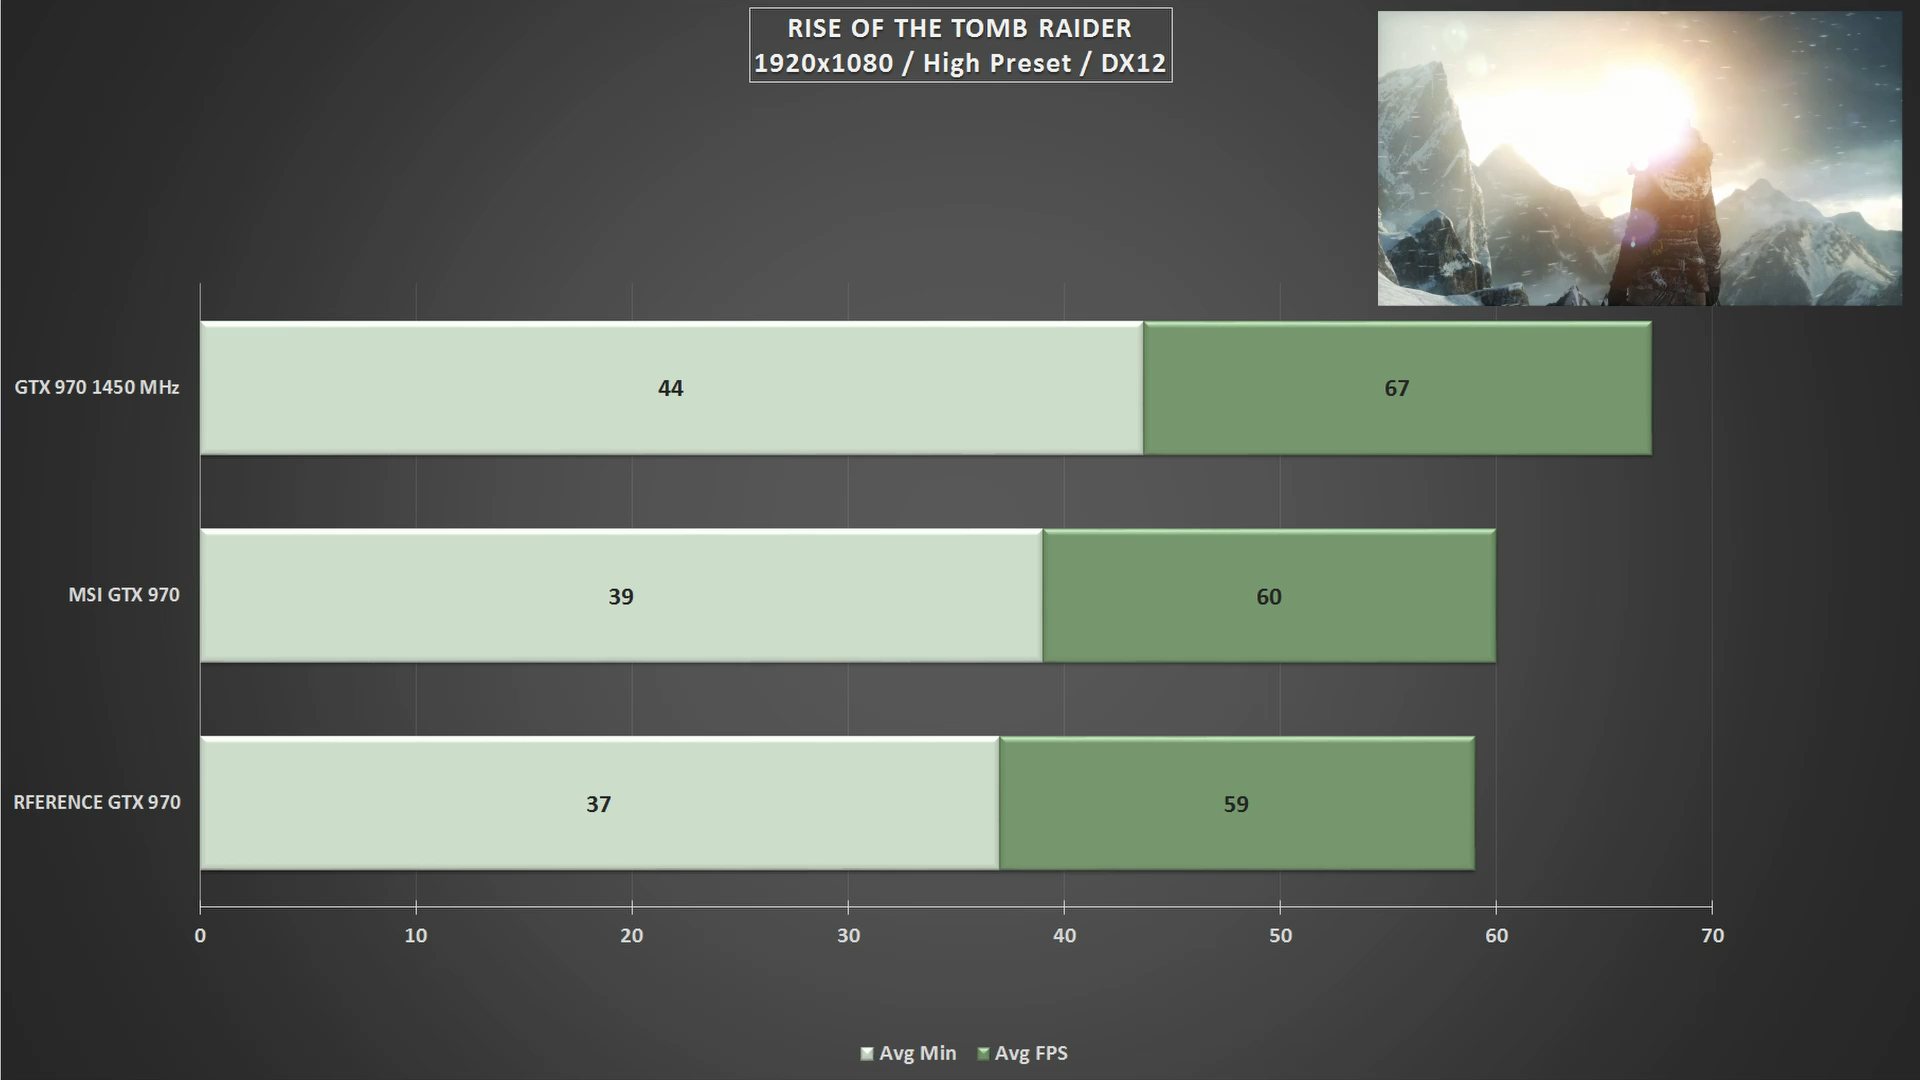 RISE OF THE TOMB RAIDER
1920x1080 / High Preset / DX12
GTX 970 1450 MHz
44
67
MSI GTX 970
39
60
RFERENCE GTX 970
37
59
0 10 20 30 40 50 60 70
Avg Min Avg FPS